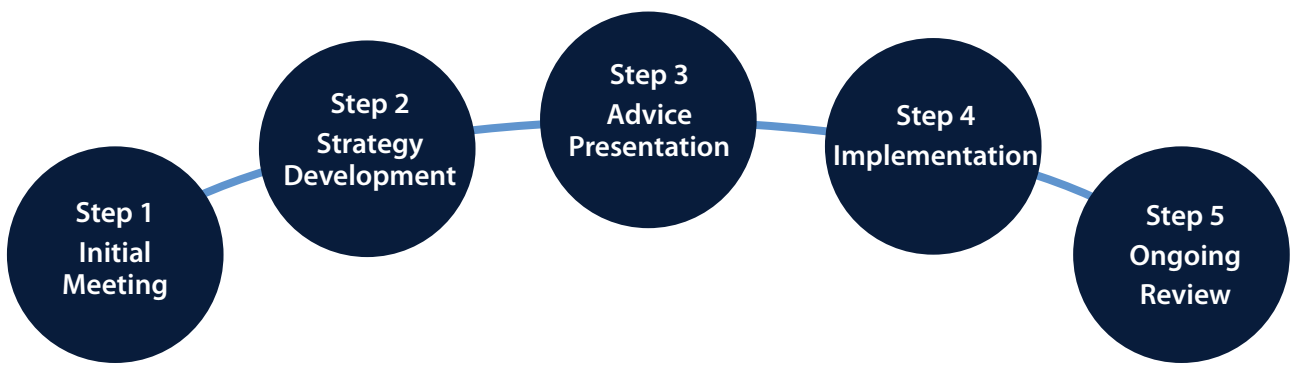 Step 1
Initial
Meeting
Step 2
Strategy
Development
Step 3
Advice
Presentation
Step 4
Implementation
Step 5
Ongoing
Review